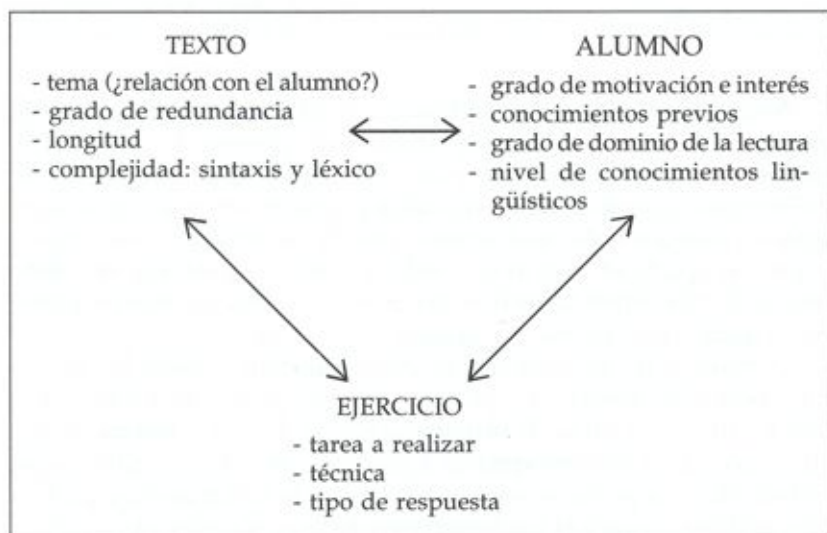 TEXTO
- tema (¿relación con el alumno?)
- grado de redundancia
- longitud
- complejidad: sintaxis y léxico
ALUMNO
- grado de motivación e interés
- conocimientos previos
- grado de dominio de la lectura
- nivel de conocimientos lin-
güísticos
EJERCICIO
- tarea a realizar
- técnica
- tipo de respuesta